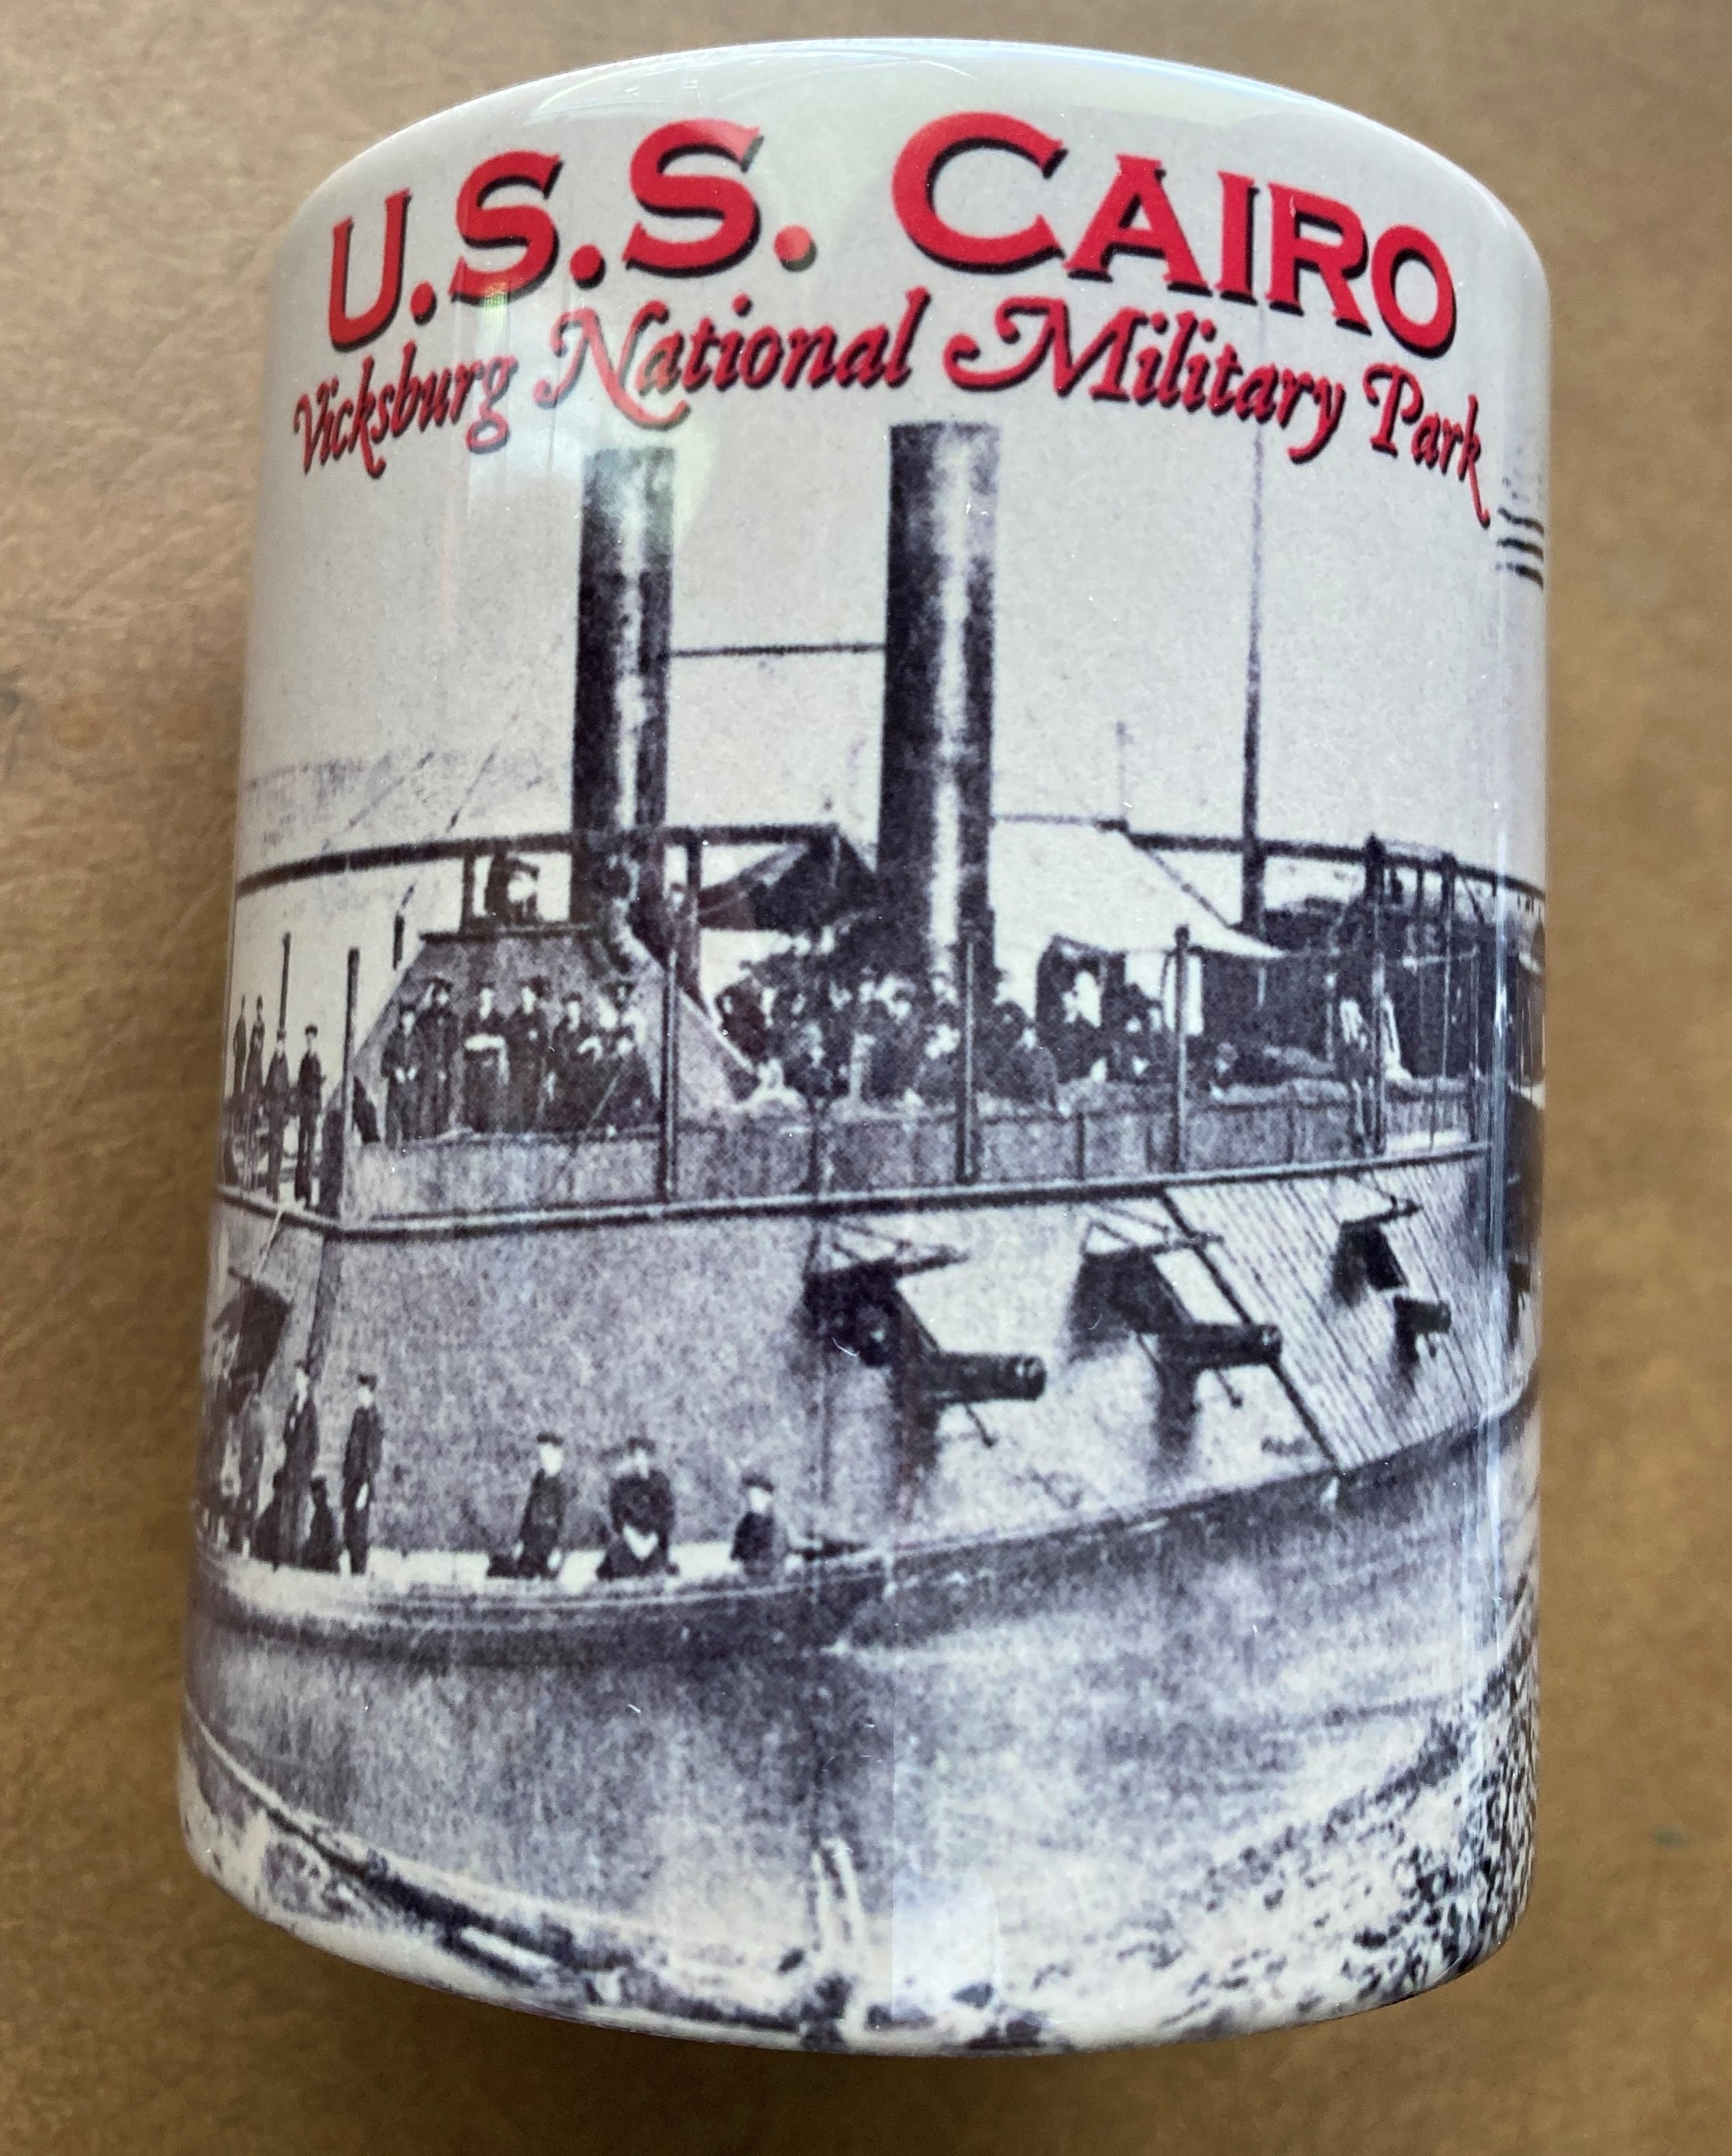 U.S.S. CAIRO
Vicksburg National Military Park